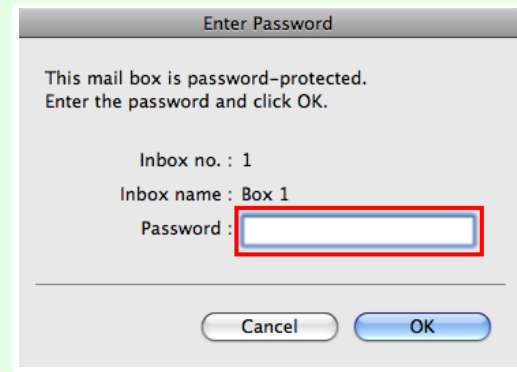 Enter Password
This mail box is password-protected.
Enter the password and click OK.
Inbox no. : 1
Inbox name : Box 1
Password :
Cancel OK